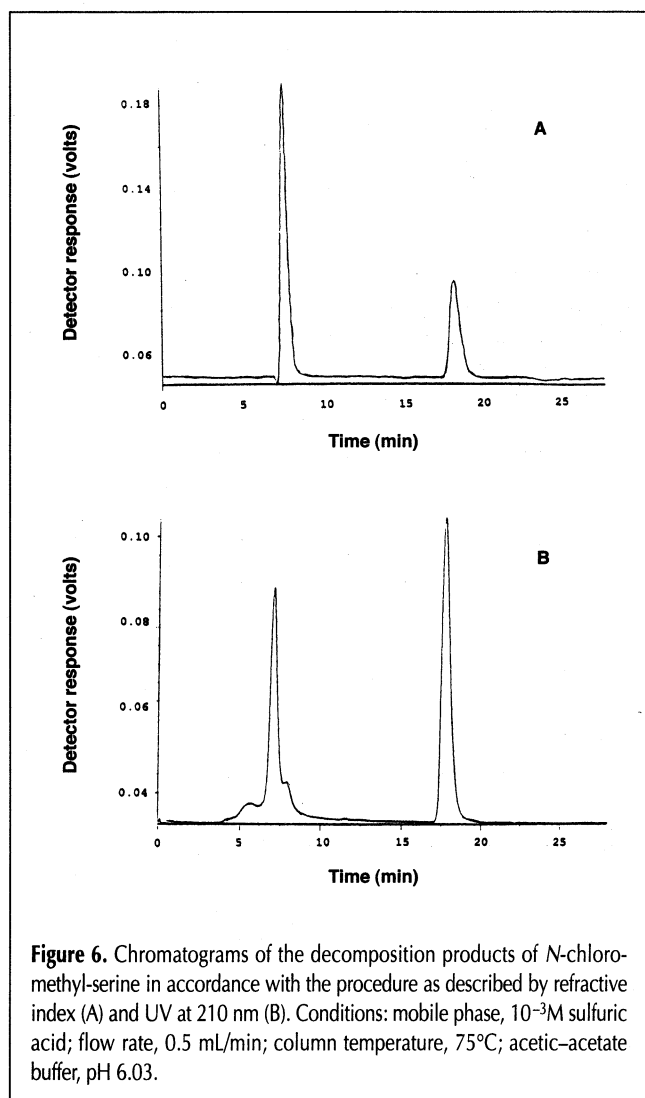 0.18
A
0.14
Detector response (volts)
0.10
0.06
0 5 10 15 20 25
Time (min)
0.10
B
0.08
Detector response (volts)
0.06
0.04
0 5 10 15 20 25
Time (min)
Figure 6. Chromatograms of the decomposition products of N-chloro-
methyl-serine in accordance with the procedure as described by refractive
index (A) and UV at 210 nm (B). Conditions: mobile phase, 10⁻³M sulfuric
acid; flow rate, 0.5 mL/min; column temperature, 75°C; acetic–acetate
buffer, pH 6.03.